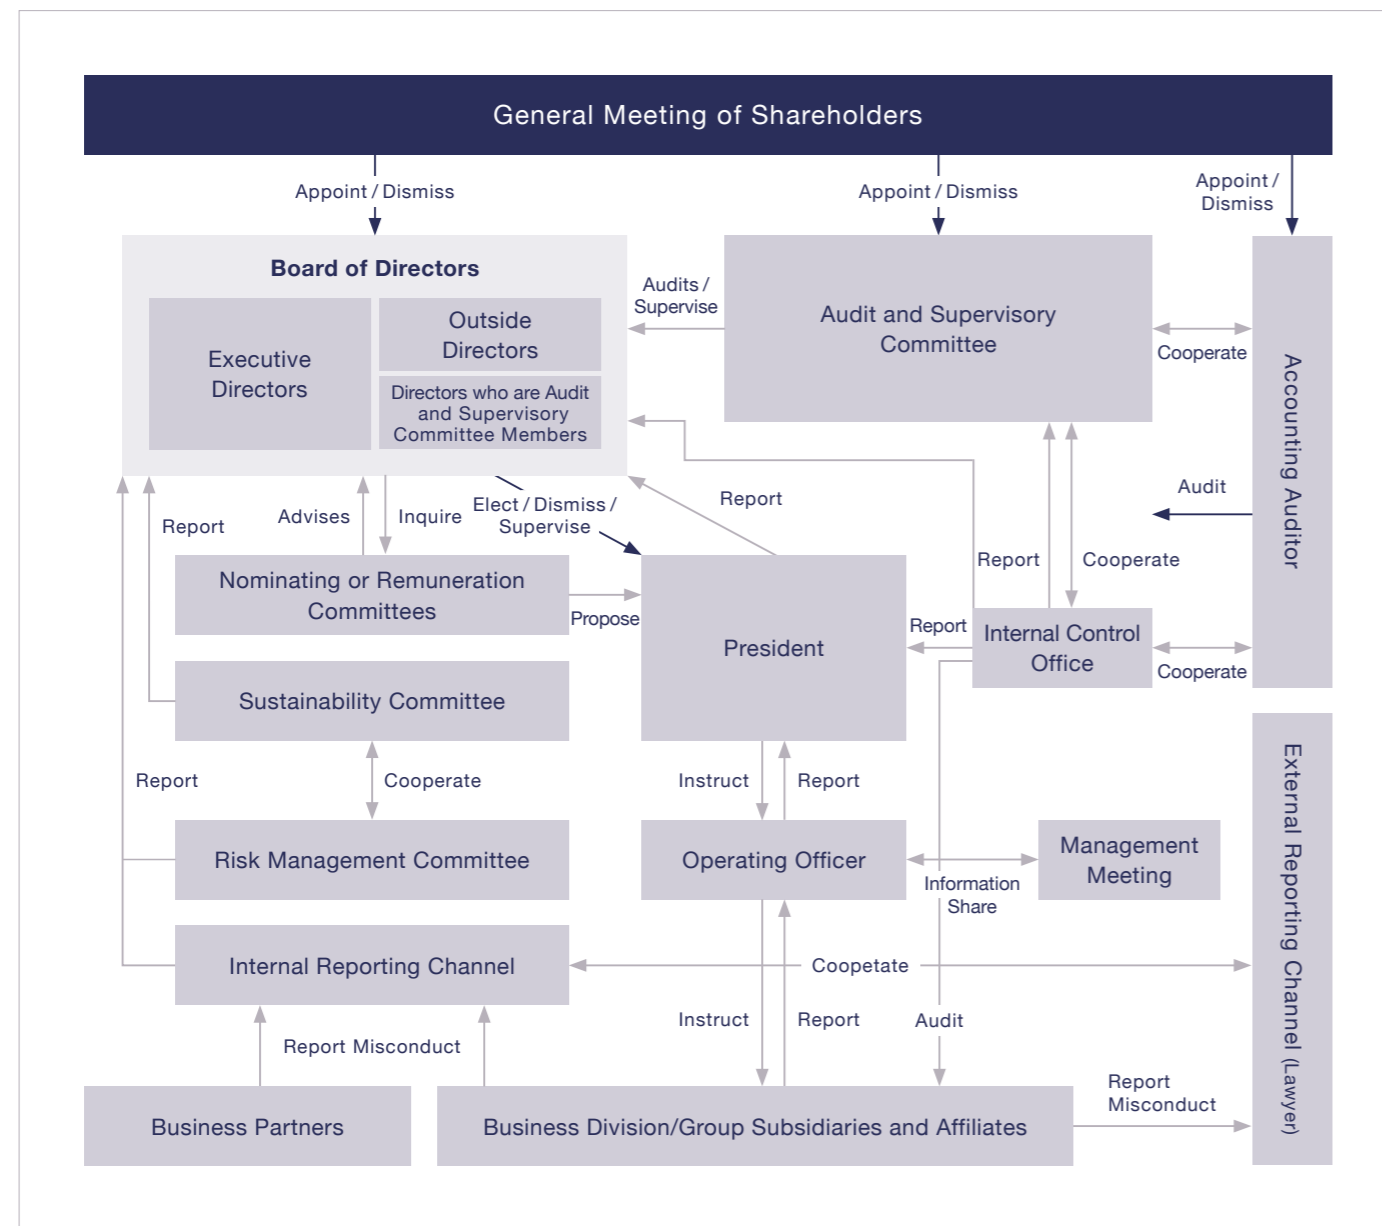 General Meeting of Shareholders
Appoint / Dismiss
Appoint / Dismiss
Appoint /
Dismiss
Board of Directors
Executive
Directors
Outside
Directors
Directors who are Audit
and Supervisory
Committee Members
Audits /
Supervise
Audit and Supervisory
Committee
Cooperate
Accounting Auditor
Report
Advises
Inquire
Elect / Dismiss /
Supervise
Report
Audit
Nominating or Remuneration
Committees
Propose
President
Report
Cooperate
Report
Internal Control
Office
Cooperate
Sustainability Committee
Report
Cooperate
Instruct
Report
Risk Management Committee
Operating Officer
Information
Share
Management
Meeting
External Reporting Channel (Lawyer)
Internal Reporting Channel
Coopetate
Instruct
Report
Audit
Report Misconduct
Report
Misconduct
Business Partners
Business Division/Group Subsidiaries and Affiliates